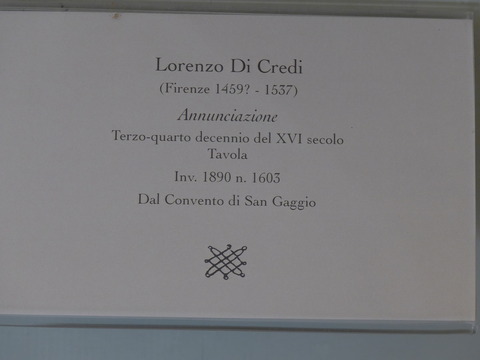 Lorenzo Di Credi
(Firenze 1459? - 1537)
Annunciazione
Terzo-quarto decennio del XVI secolo
Tavola
Inv. 1890 n. 1603
Dal Convento di San Gaggio